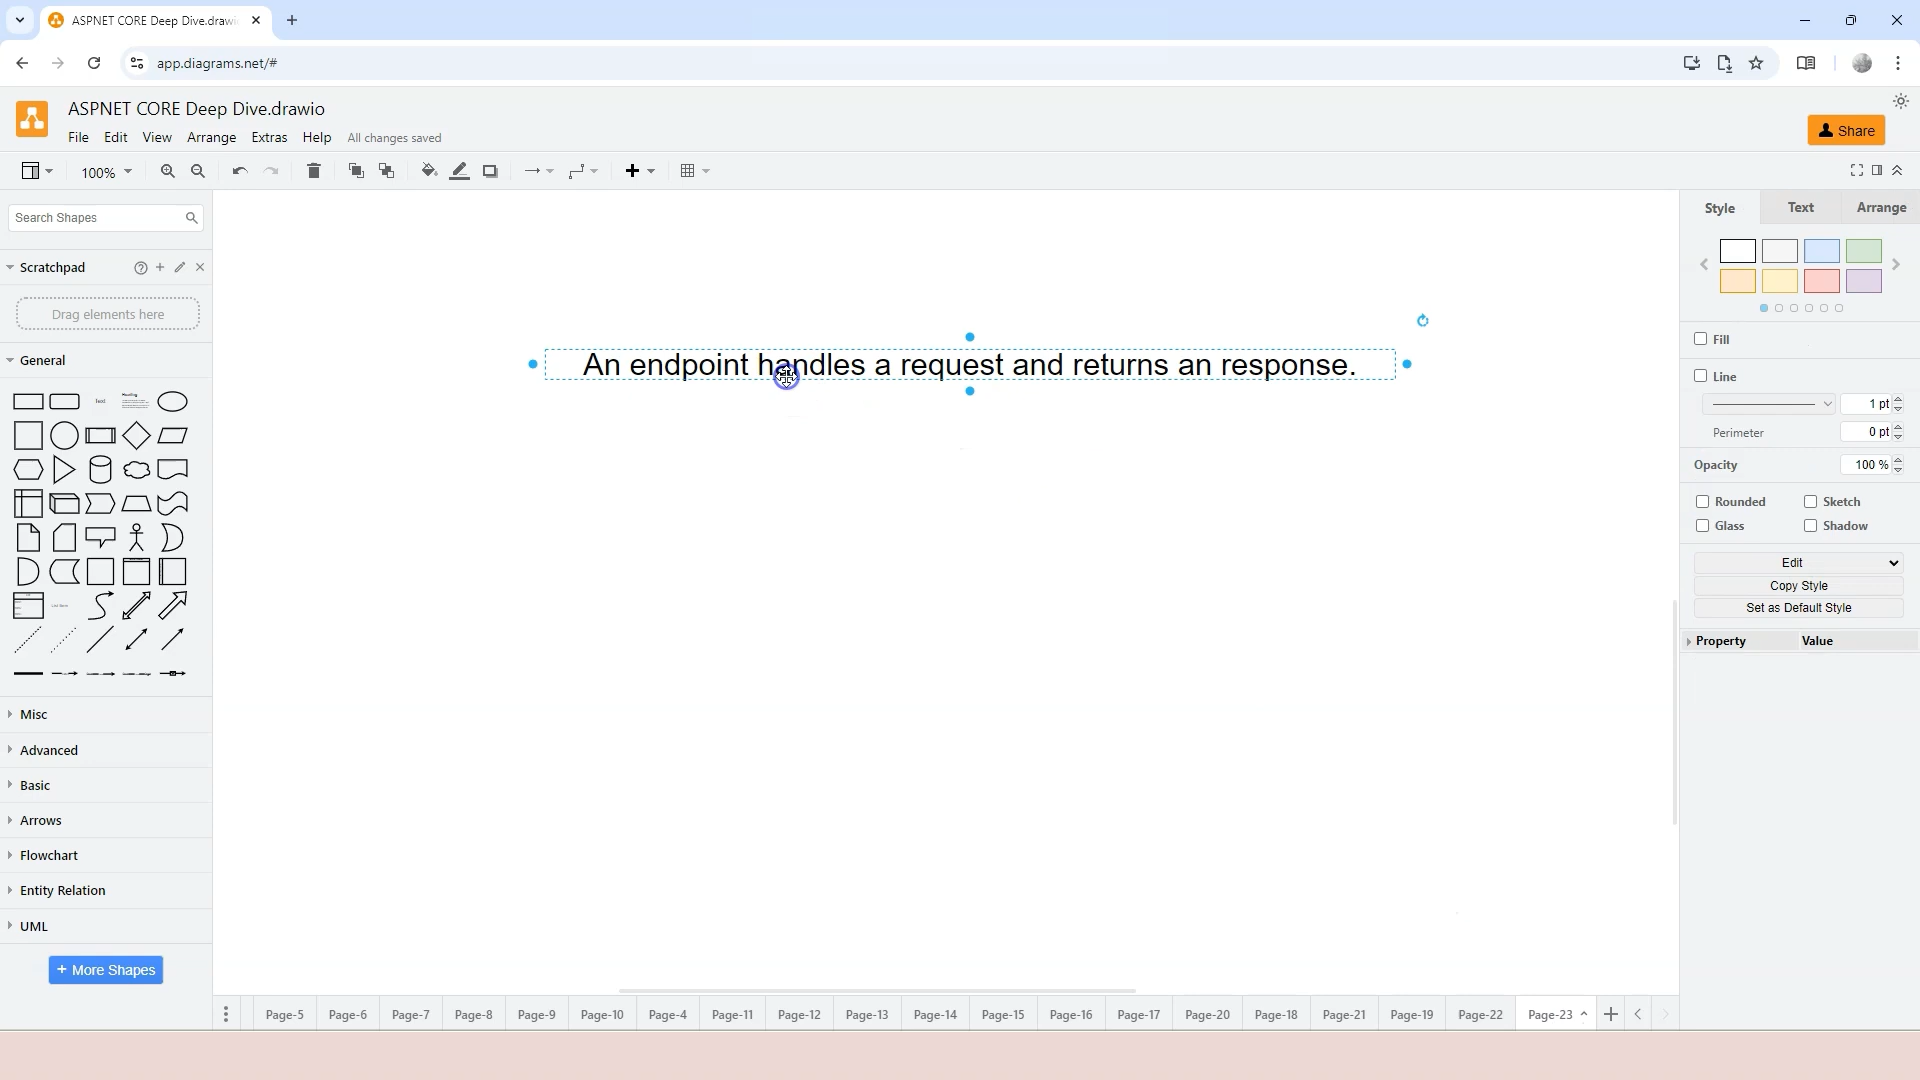 ASPNET CORE Deep Dive.drawi
app.diagrams.net/#
ASPNET CORE Deep Dive.drawio
File Edit View Arrange Extras Help All changes saved
Share
100%
Search Shapes
Style Text Arrange
Scratchpad
Drag elements here
General
Text
Heading
An endpoint handles a request and returns an response.
Fill
Line
1 pt
Perimeter 0 pt
Opacity 100 %
Rounded Sketch
Glass Shadow
Edit
Copy Style
Set as Default Style
Property Value
Misc
Advanced
Basic
Arrows
Flowchart
Entity Relation
UML
+ More Shapes
Page-5 Page-6 Page-7 Page-8 Page-9 Page-10 Page-4 Page-11 Page-12 Page-13 Page-14 Page-15 Page-16 Page-17 Page-20 Page-18 Page-21 Page-19 Page-22 Page-23